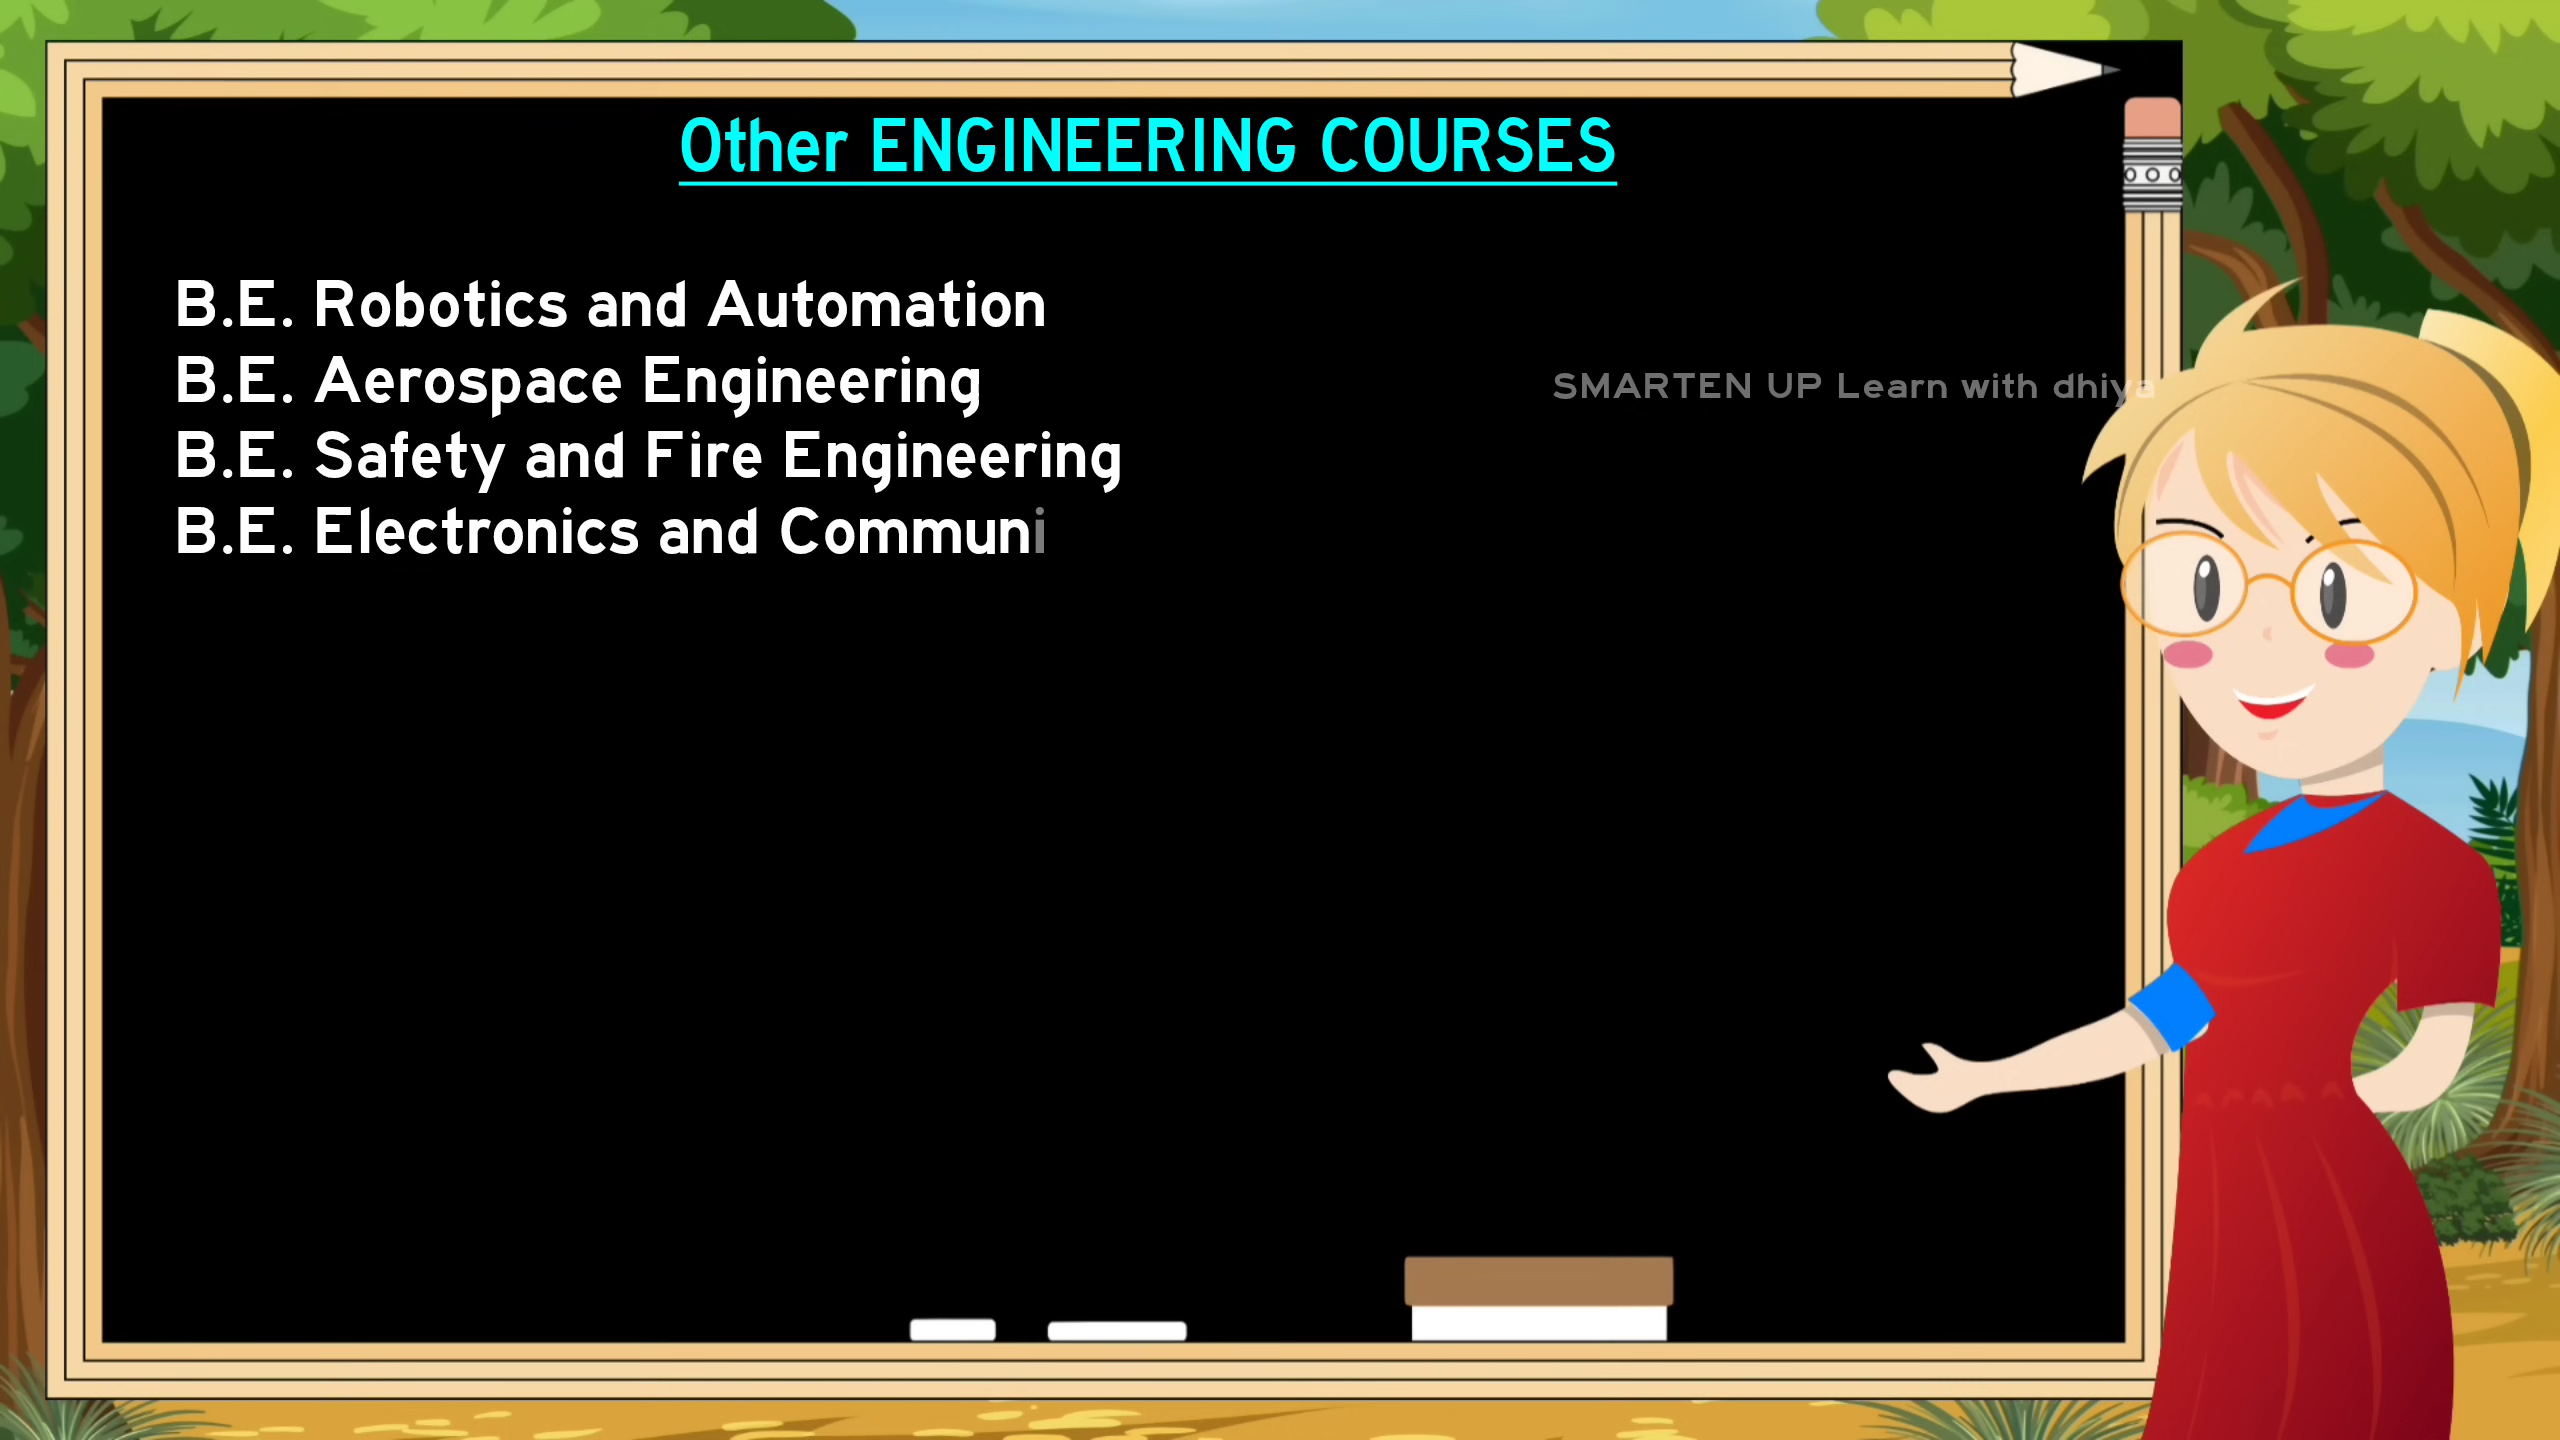 Other ENGINEERING COURSES
B.E. Robotics and Automation
B.E. Aerospace Engineering
SMARTEN UP Learn with dhiya
B.E. Safety and Fire Engineering
B.E. Electronics and Communi